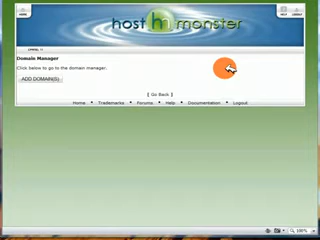 host m monster
HOME
HELP
LOGOUT
Domain Manager
Click below to go to the domain manager.
ADD DOMAIN(S)
[ Go Back ]
Home • Trademarks • Forums • Help • Documentation • Logout
100%